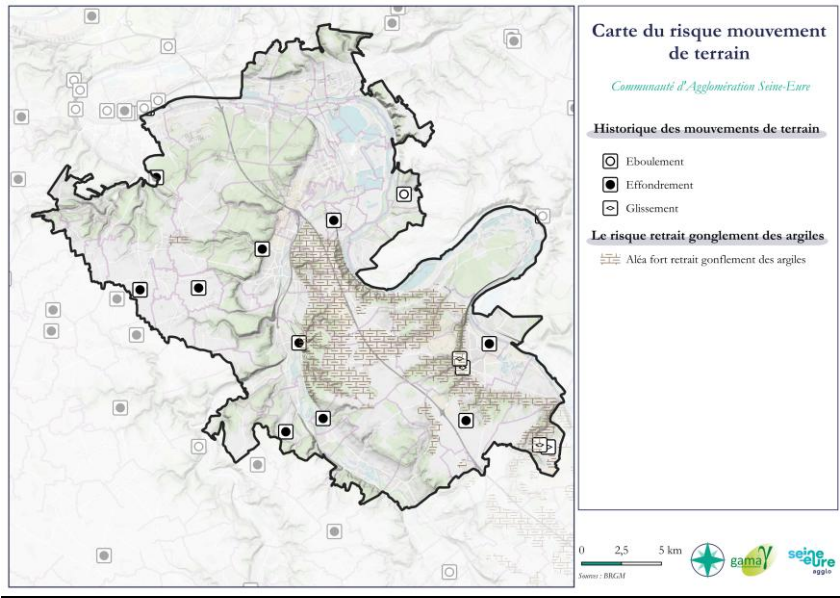 Carte du risque mouvement
de terrain
Communauté d'Agglomération Seine-Eure
Historique des mouvements de terrain
Eboulement
Effondrement
Glissement
Le risque retrait gonglement des argiles
Aléa fort retrait gonflement des argiles
0 2,5 5 km
Source : BRGM
gama
seine
eure
agglo